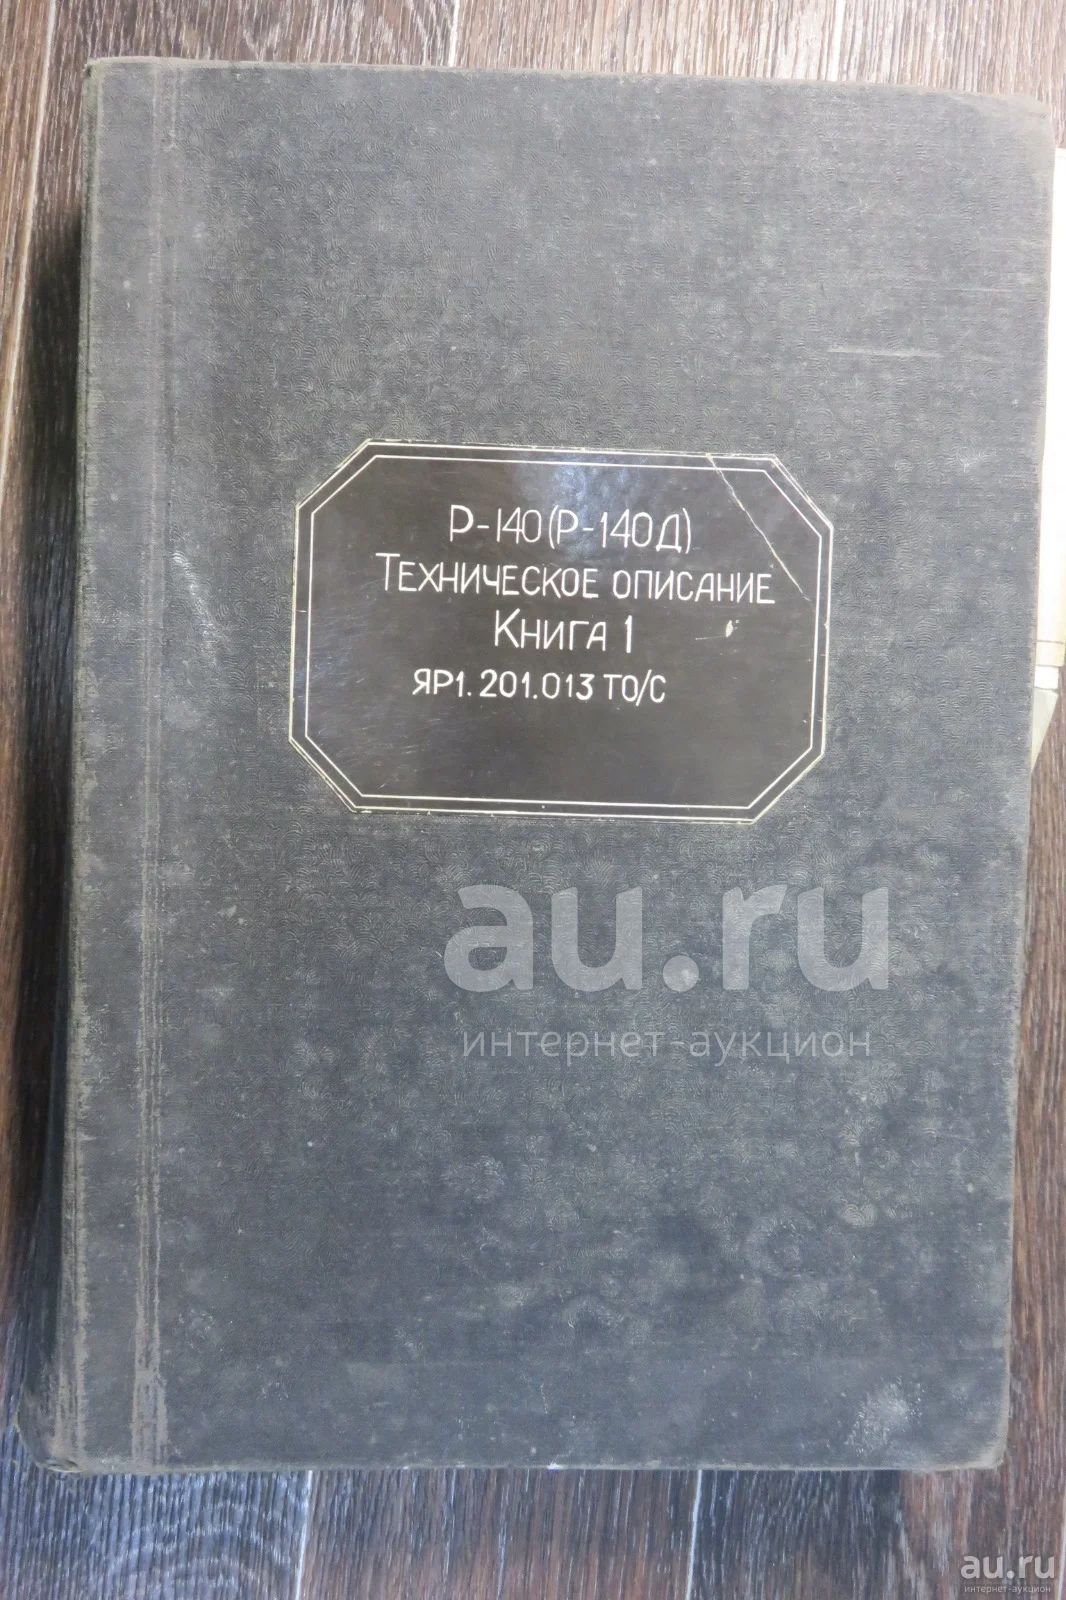 Р-140(Р-140Д)
ТЕХНИЧЕСКОЕ ОПИСАНИЕ
КНИГА 1
ЯР1.201.013 ТО/С
au.ru
интернет-аукцион
au.ru
интернет-аукцион